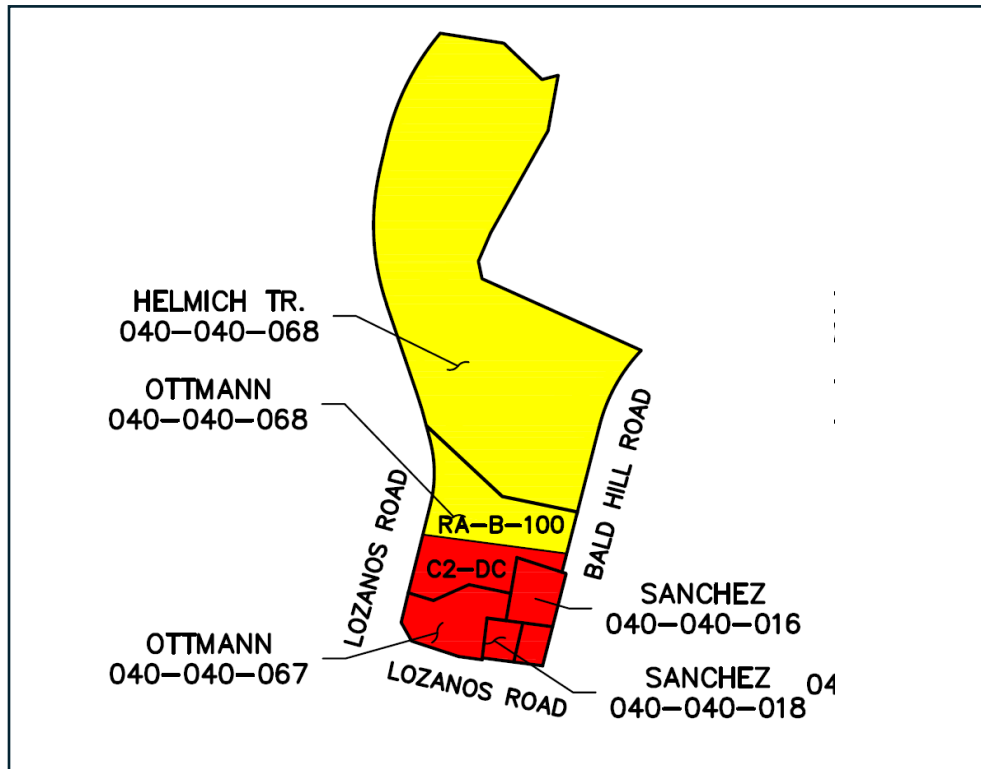 HELMICH TR.
040-040-068
OTTMANN
040-040-068
LOZANOS ROAD
BALD HILL ROAD
RA-B-100
C2-DC
SANCHEZ
040-040-016
OTTMANN
040-040-067
LOZANOS ROAD
SANCHEZ
040-040-018
04